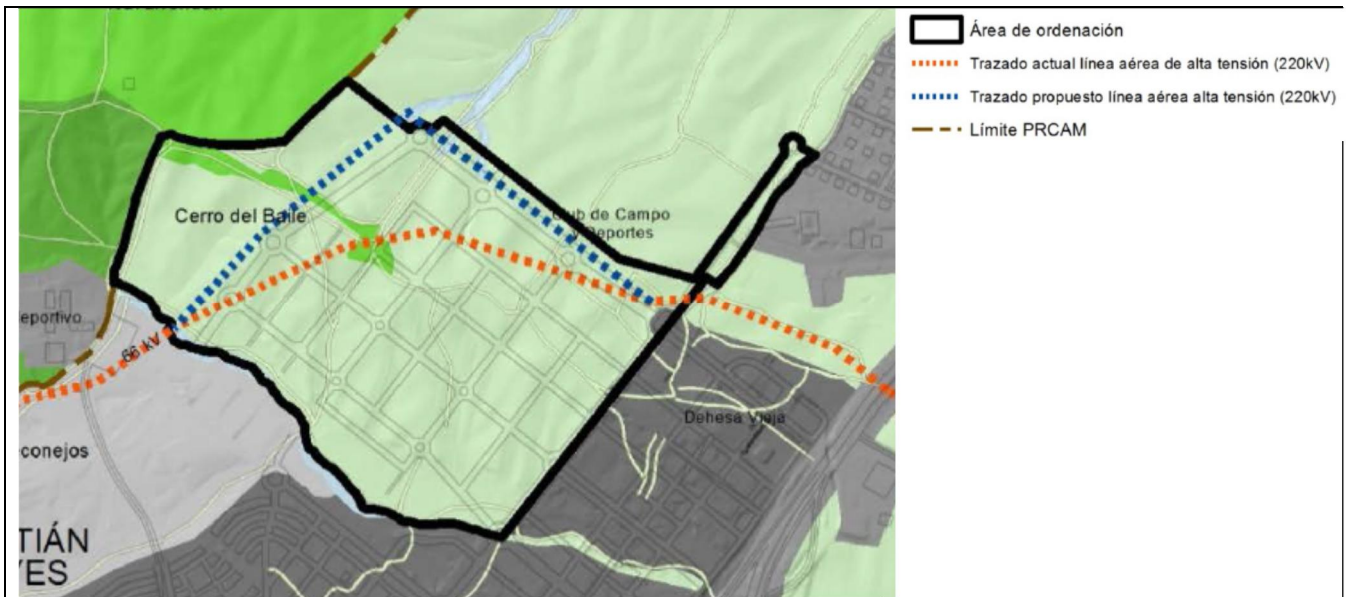 Área de ordenación
Trazado actual línea aérea de alta tensión (220kV)
Trazado propuesto línea aérea alta tensión (220kV)
Límite PRCAM
Cerro del Baile
Club de Campo
y Deportes
eportivo
66 kV
Dehesa Vieja
conejos
TIÁN
YES